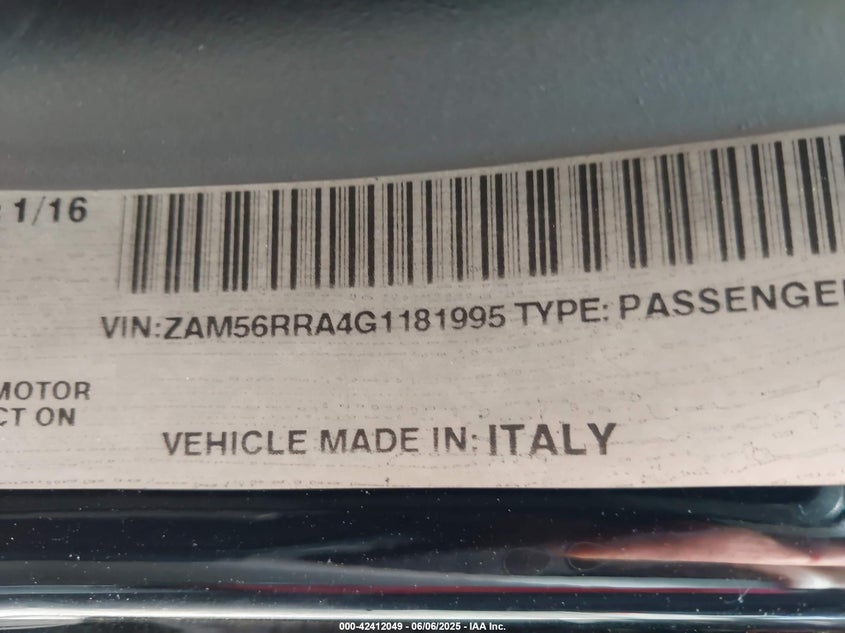 1/16
VIN:ZAM56RRA4G1181995 TYPE: PASSENGE
MOTOR
CT ON
VEHICLE MADE IN: ITALY
000-42412049 - 06/06/2025 - IAA Inc.